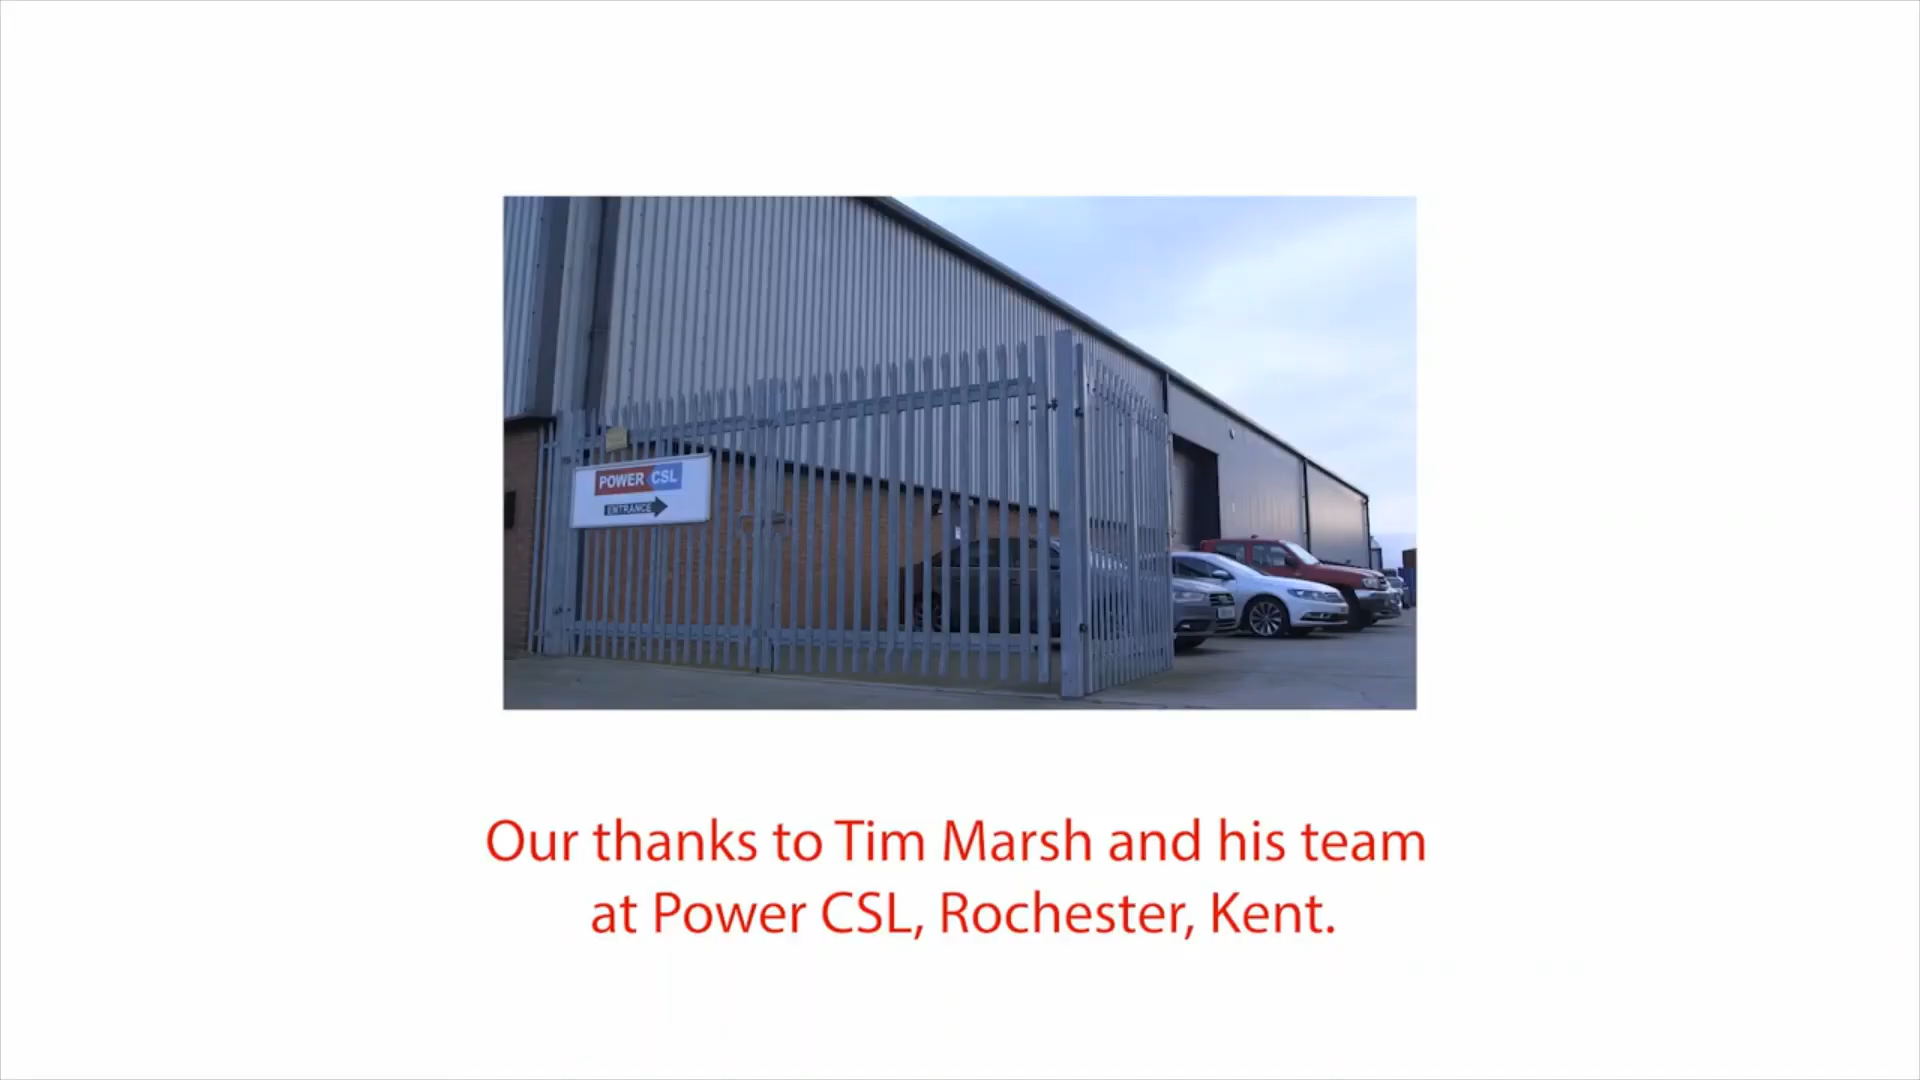 POWER CSL
ENTRANCE
Our thanks to Tim Marsh and his team
at Power CSL, Rochester, Kent.